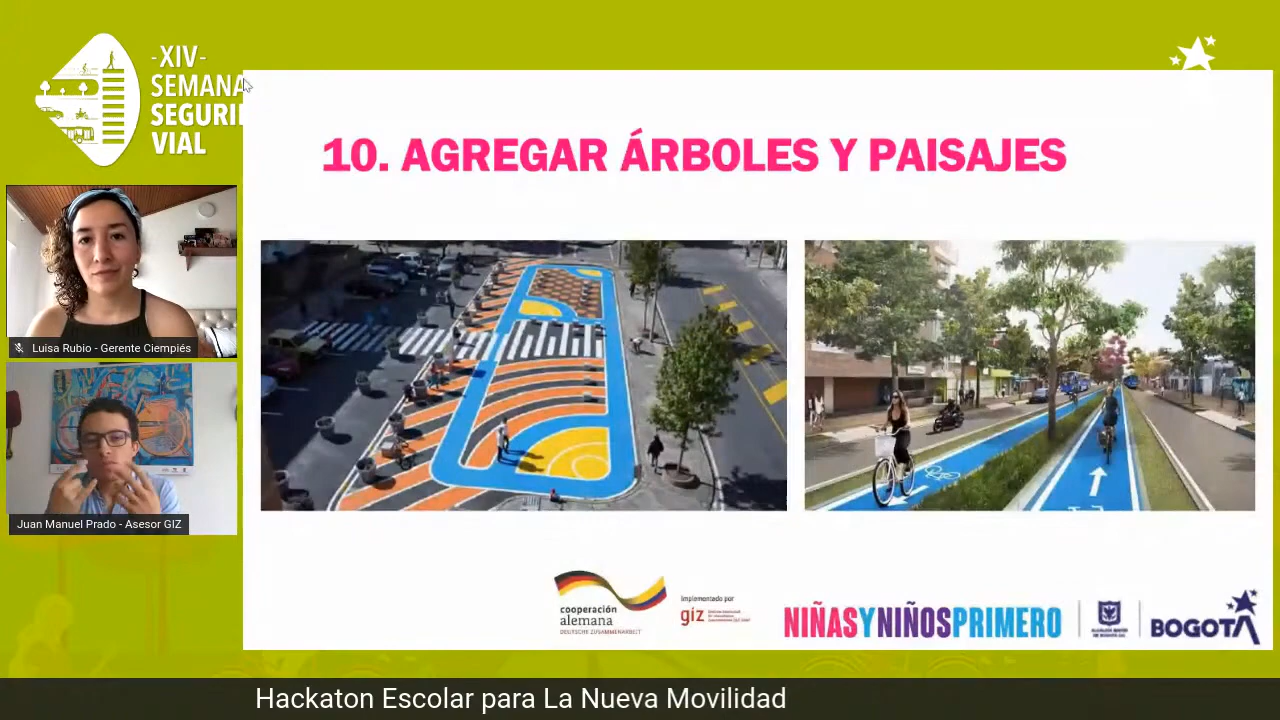 -XIV-
SEMANA
SEGURI
VIAL
10. AGREGAR ÁRBOLES Y PAISAJES
Luisa Rubio - Gerente Ciempiés
Juan Manuel Prado - Asesor GIZ
cooperación
alemana
DEUTSCHE ZUSAMMENARBEIT
Implementado por
giz
NIÑASYNIÑOSPRIMERO
BOGOTÁ
Hackaton Escolar para La Nueva Movilidad